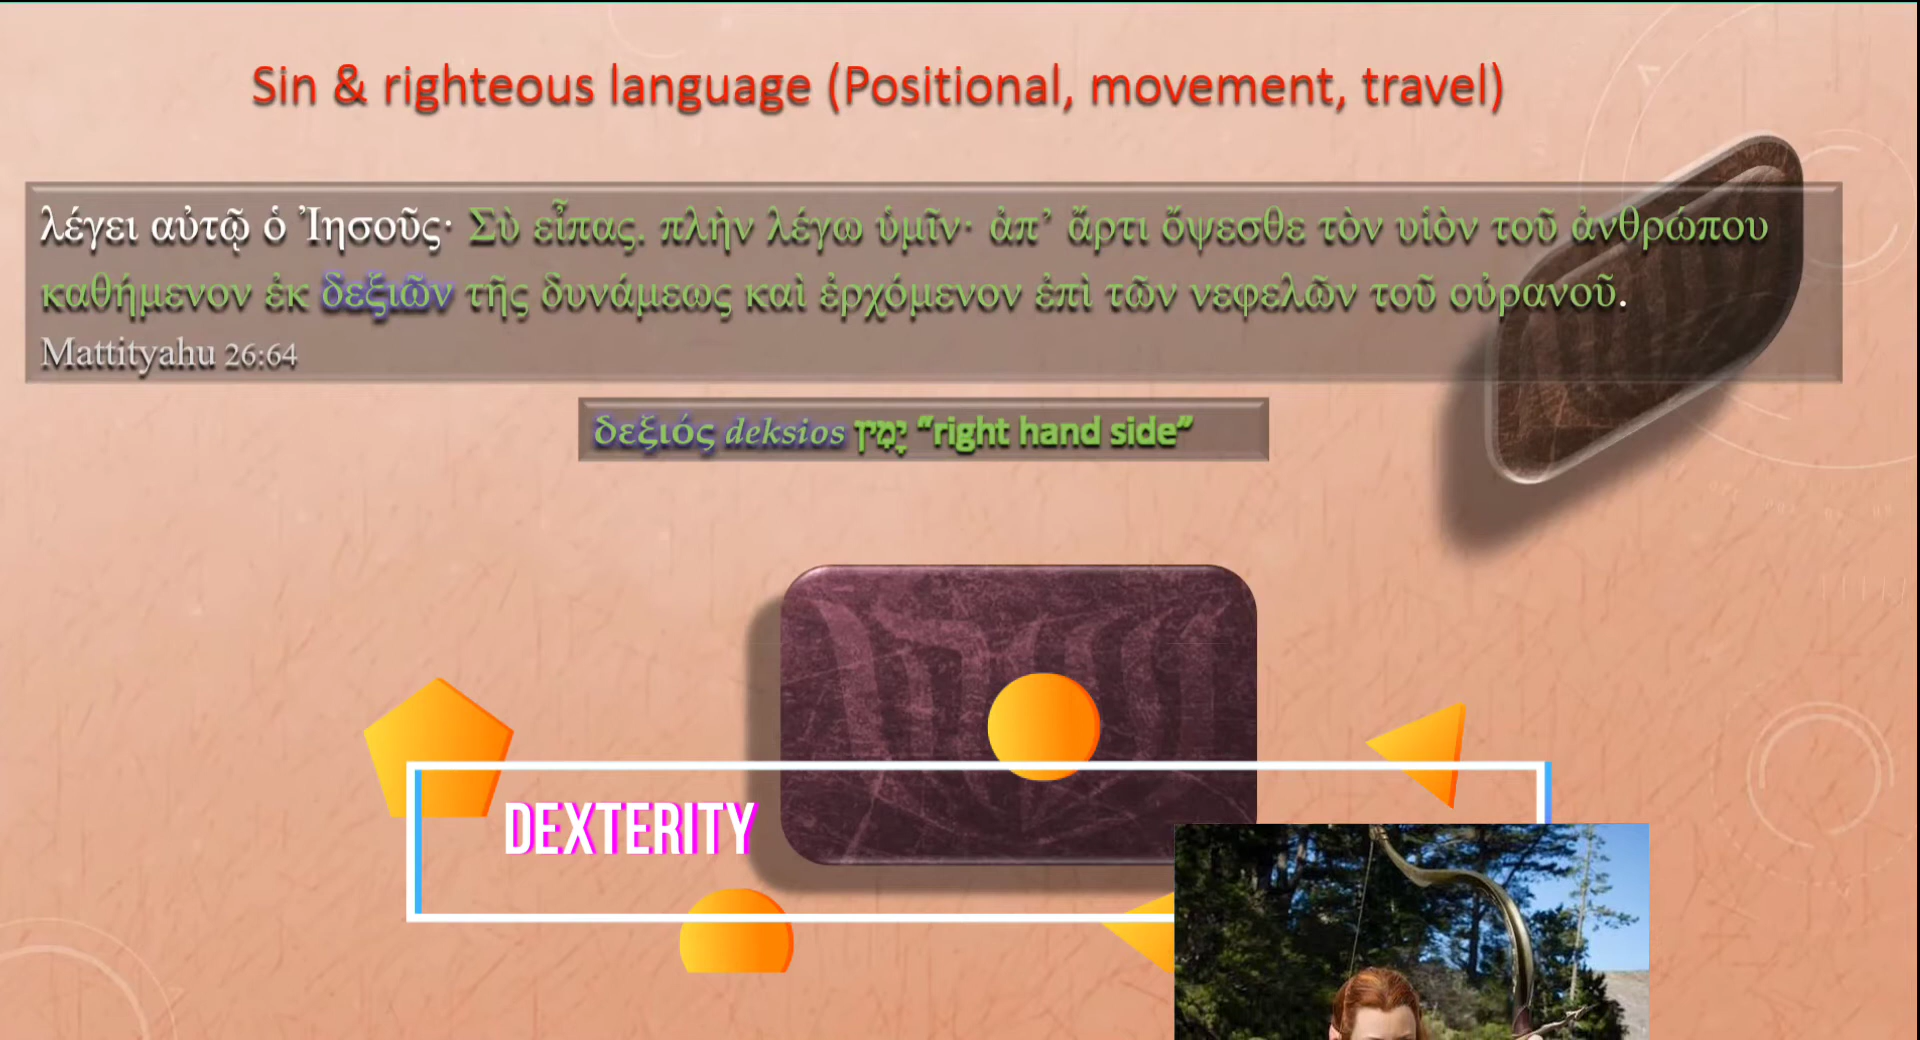 Sin & righteous language (Positional, movement, travel)
λέγει αὐτῷ ὁ Ἰησοῦς· Σὺ εἶπας. πλὴν λέγω ὑμῖν· ἀπ’ ἄρτι ὄψεσθε τὸν υἱὸν τοῦ ἀνθρώπου
καθήμενον ἐκ δεξιῶν τῆς δυνάμεως καὶ ἐρχόμενον ἐπὶ τῶν νεφελῶν τοῦ οὐρανοῦ.
Mattityahu 26:64
δεξιός deksios יָמִין “right hand side”
DEXTERITY